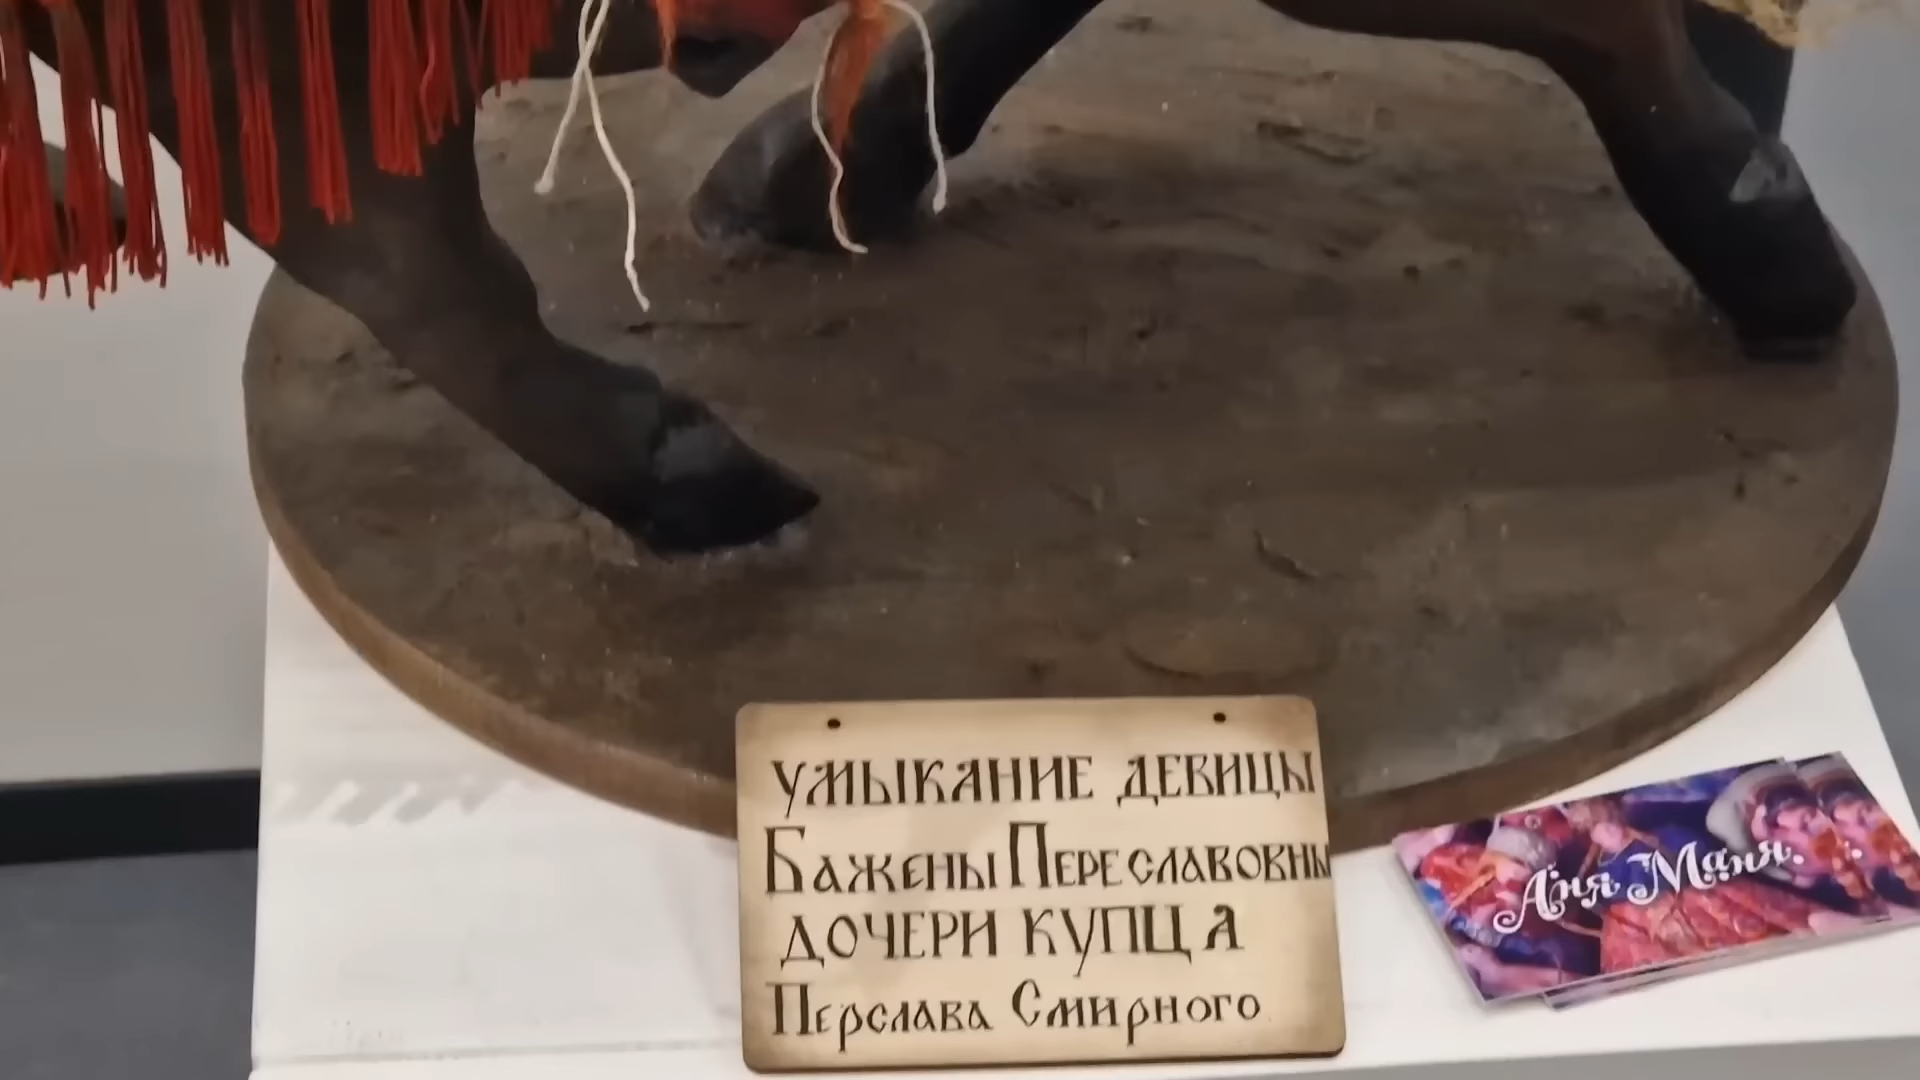 УМЫКАНИЕ ДЕВИЦЫ
БАЖЕНЫ ПЕРЕСЛАВОВНЫ
ДОЧЕРИ КУПЦА
ПЕРСЛАВА СМИРНОГО
Аня Маня.